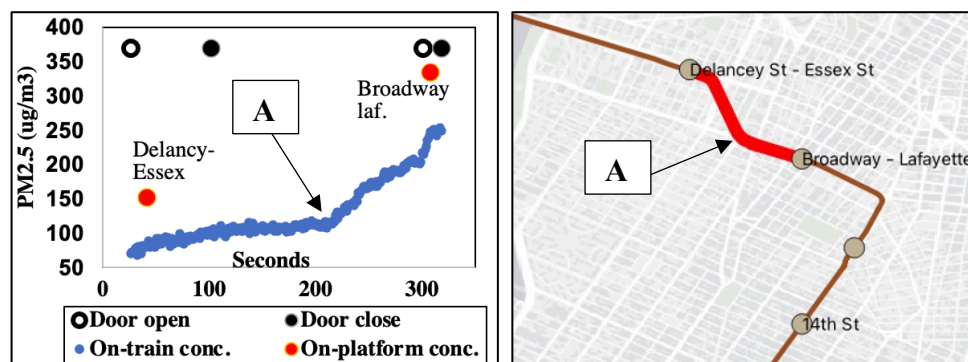 400
350
300
250
200
150
100
50
PM2.5 (ug/m3)
A
Broadway
laf.
Delancy-
Essex
Seconds
0 100 200 300
Door open Door close
On-train conc. On-platform conc.
Delancey St - Essex St
A
Broadway - Lafayette
14th St